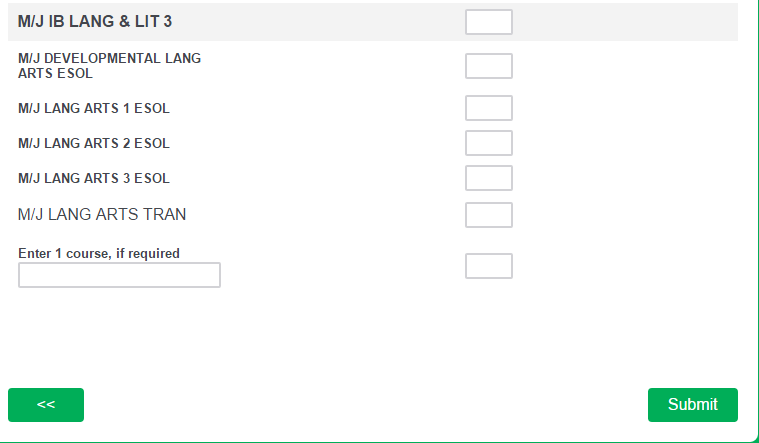 M/J IB LANG & LIT 3
M/J DEVELOPMENTAL LANG
ARTS ESOL
M/J LANG ARTS 1 ESOL
M/J LANG ARTS 2 ESOL
M/J LANG ARTS 3 ESOL
M/J LANG ARTS TRAN
Enter 1 course, if required
<<
Submit